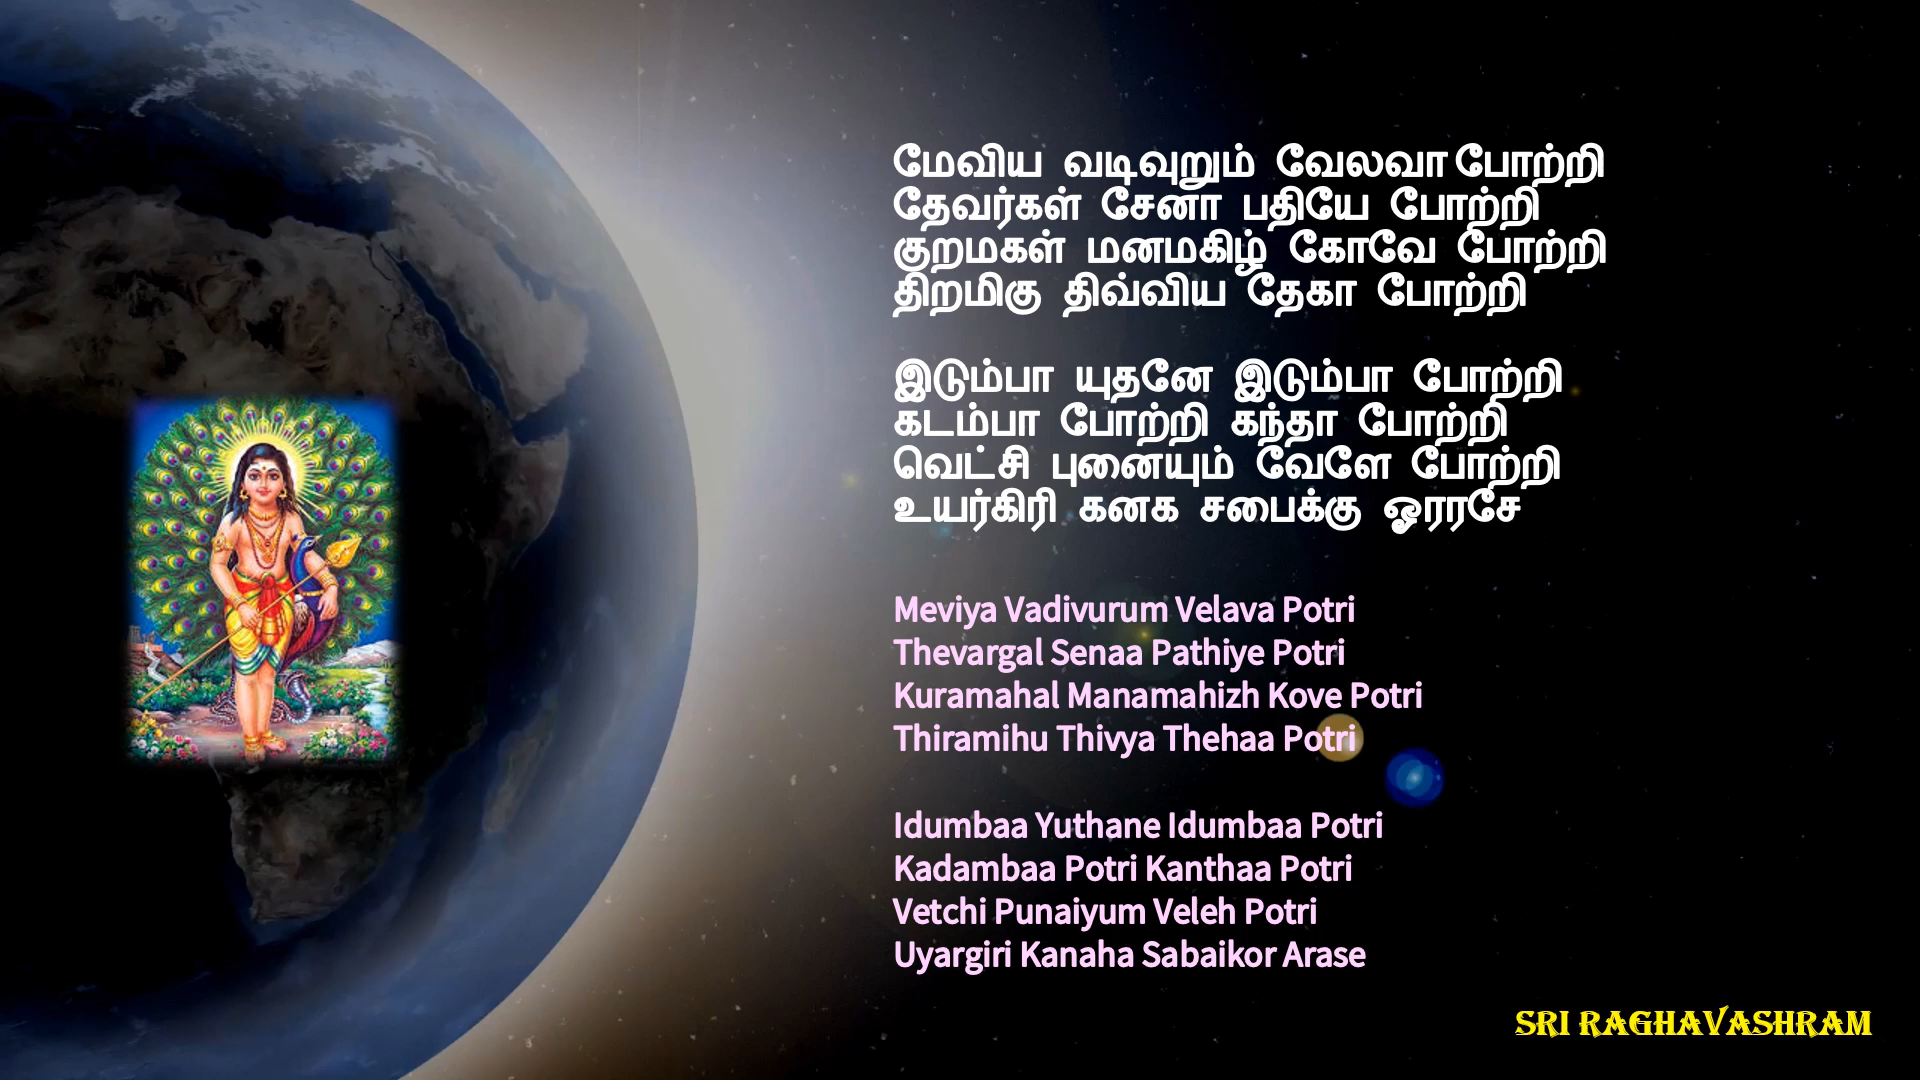 மேவிய வடிவுறும் வேலவா போற்றி
தேவர்கள் சேனா பதியே போற்றி
குறமகள் மனமகிழ் கோவே போற்றி
திறமிகு திவ்விய தேகா போற்றி
இடும்பா யுதனே இடும்பா போற்றி
கடம்பா போற்றி கந்தா போற்றி
வெட்சி புனையும் வேளே போற்றி
உயர்கிரி கனக சபைக்கு ஓரரசே
Meviya Vadivurum Velava Potri
Thevargal Senaa Pathiye Potri
Kuramahal Manamahizh Kove Potri
Thiramihu Thivya Thehaa Potri
Idumbaa Yuthane Idumbaa Potri
Kadambaa Potri Kanthaa Potri
Vetchi Punaiyum Veleh Potri
Uyargiri Kanaha Sabaikor Arase
SRI RAGHAVASHRAM